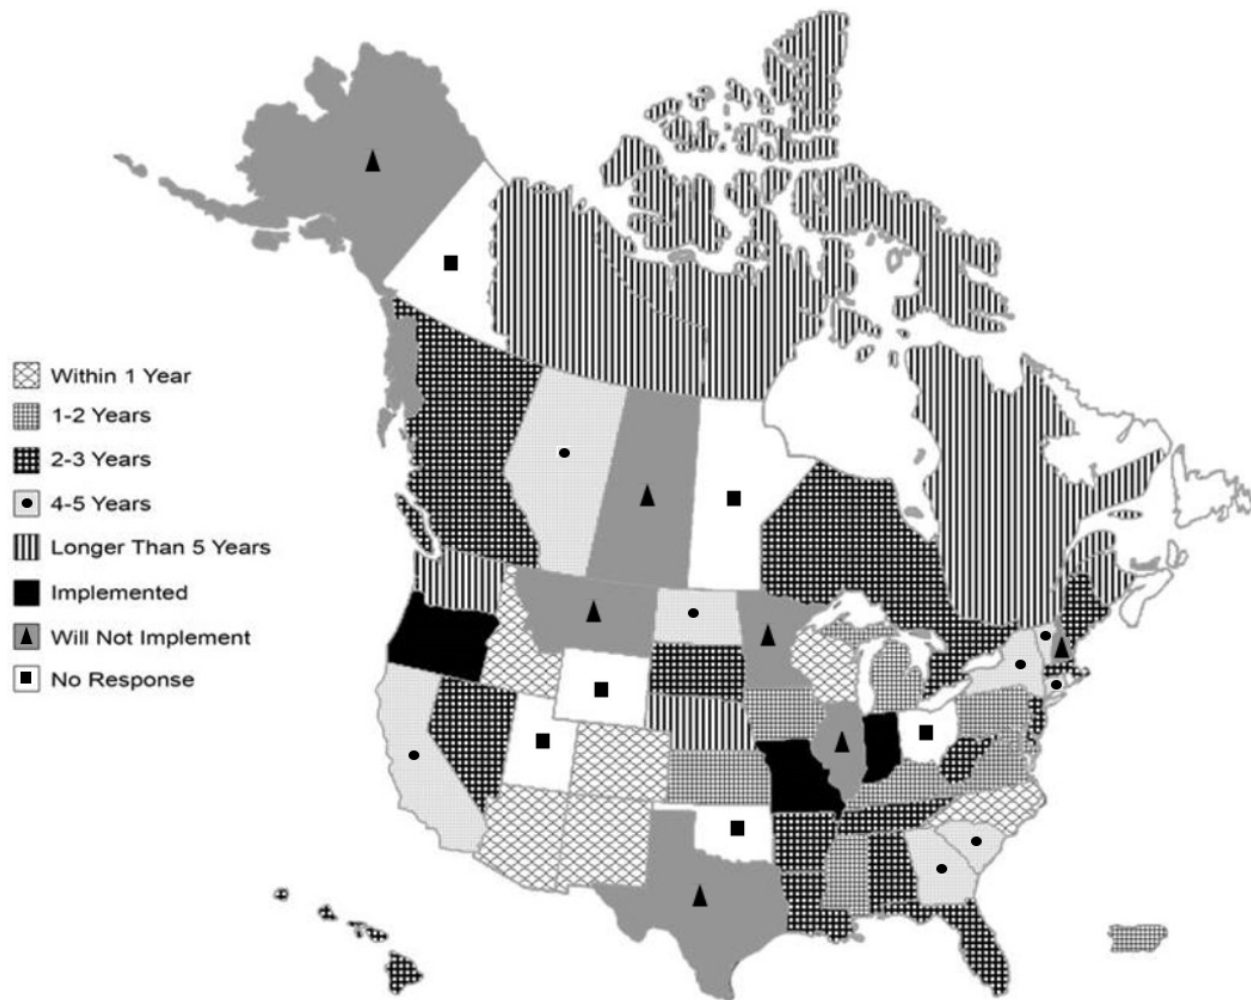 Within 1 Year
1-2 Years
2-3 Years
4-5 Years
Longer Than 5 Years
Implemented
Will Not Implement
No Response